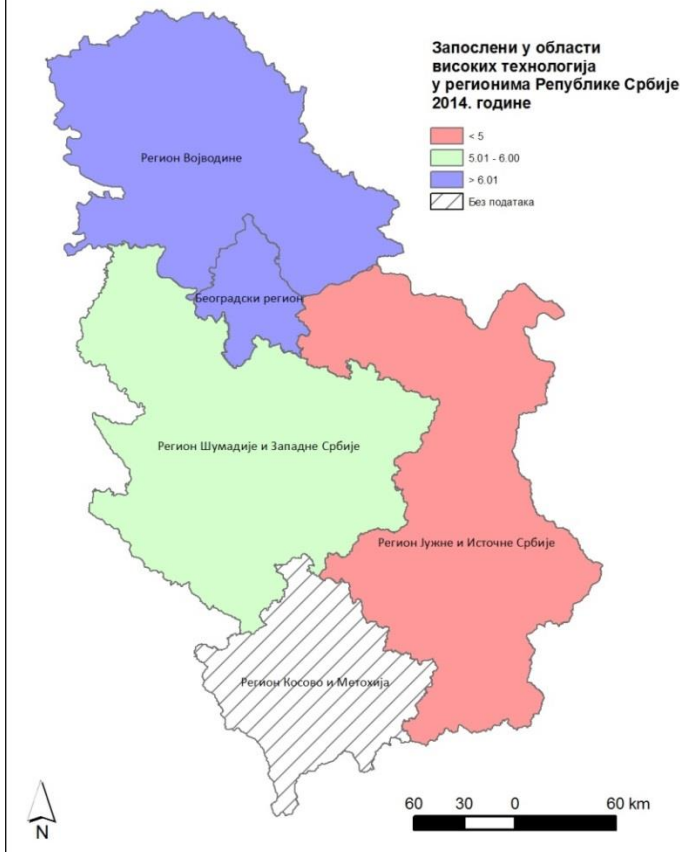 Запослени у области
високих технологија
у регионима Републике Србије
2014. године
< 5
5.01 - 6.00
> 6.01
Без података
Регион Војводине
Београдски регион
Регион Шумадије и Западне Србије
Регион Јужне и Источне Србије
Регион Косово и Метохија
N
60 30 0 60 km